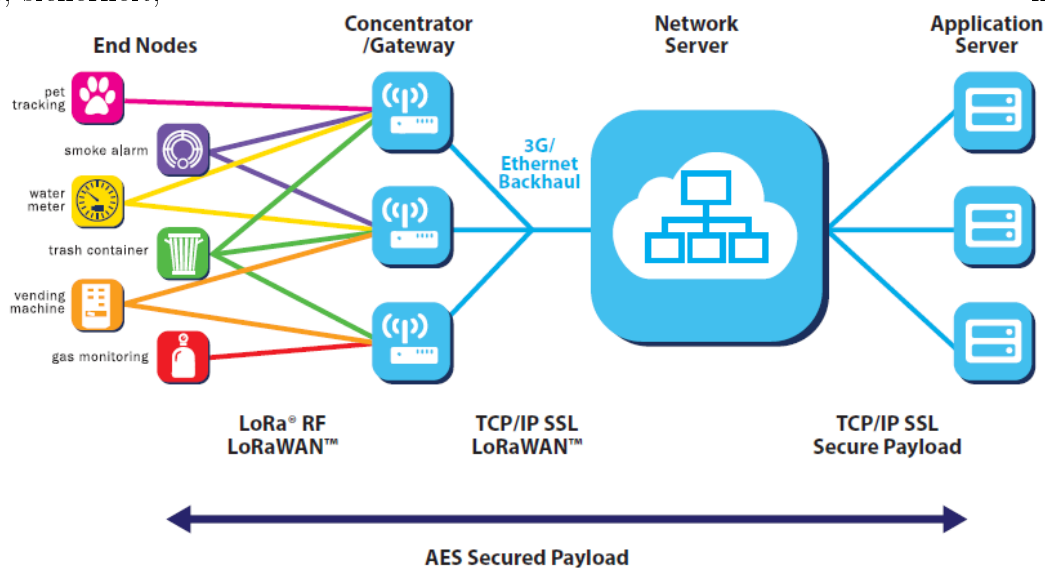 End Nodes
Concentrator
/Gateway
Network
Server
Application
Server
pet
tracking
smoke alarm
water
meter
trash container
vending
machine
gas monitoring
3G/
Ethernet
Backhaul
LoRa® RF
LoRaWAN™
TCP/IP SSL
LoRaWAN™
TCP/IP SSL
Secure Payload
AES Secured Payload